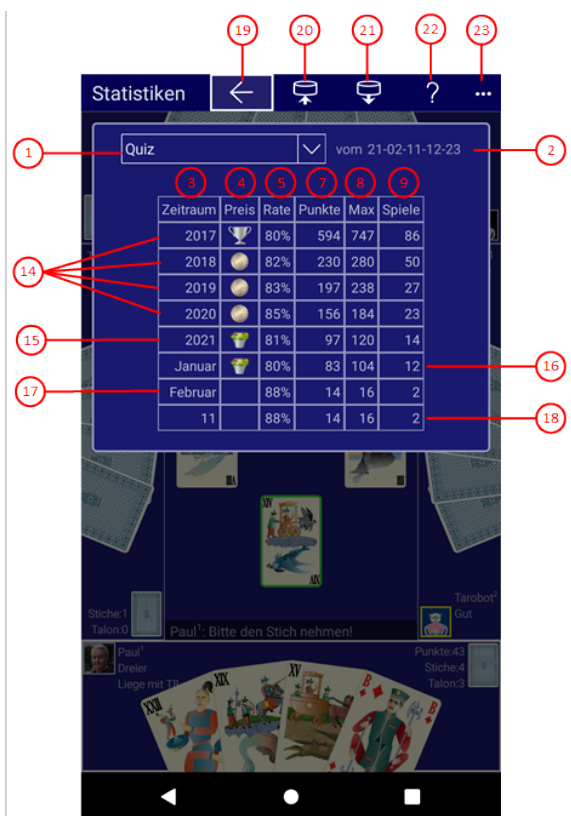 19 20 21 22 23
Statistiken ?
1 Quiz vom 21-02-11-12-23 2
3 4 5 7 8 9
Zeitraum Preis Rate Punkte Max Spiele
2017 80% 594 747 86
2018 82% 230 280 50
14 2019 83% 197 238 27
2020 85% 156 184 23
15 2021 81% 97 120 14
Januar 80% 83 104 12 16
17 Februar 88% 14 16 2
11 88% 14 16 2 18
III
XIV
XIV
Tarobot²
Stiche:1 Gut
Talon:0 Paul¹: Bitte den Stich nehmen!
Paul¹ Punkte:43
Dreier Stiche:4
Liege mit T8 Talon:3
XXII XIX XV B B